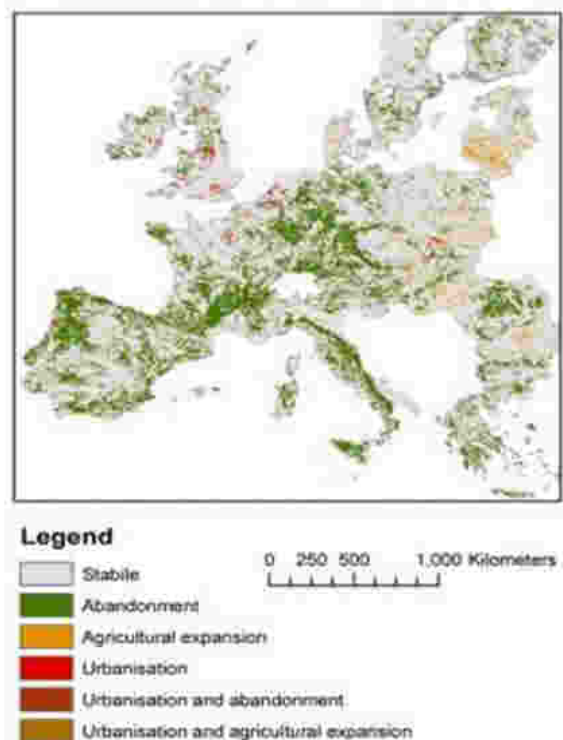 Legend
0 250 500 1.000 Kilometers
Stabile
Abandonment
Agricultural expansion
Urbanisation
Urbanisation and abandonment
Urbanisation and agricultural expansion